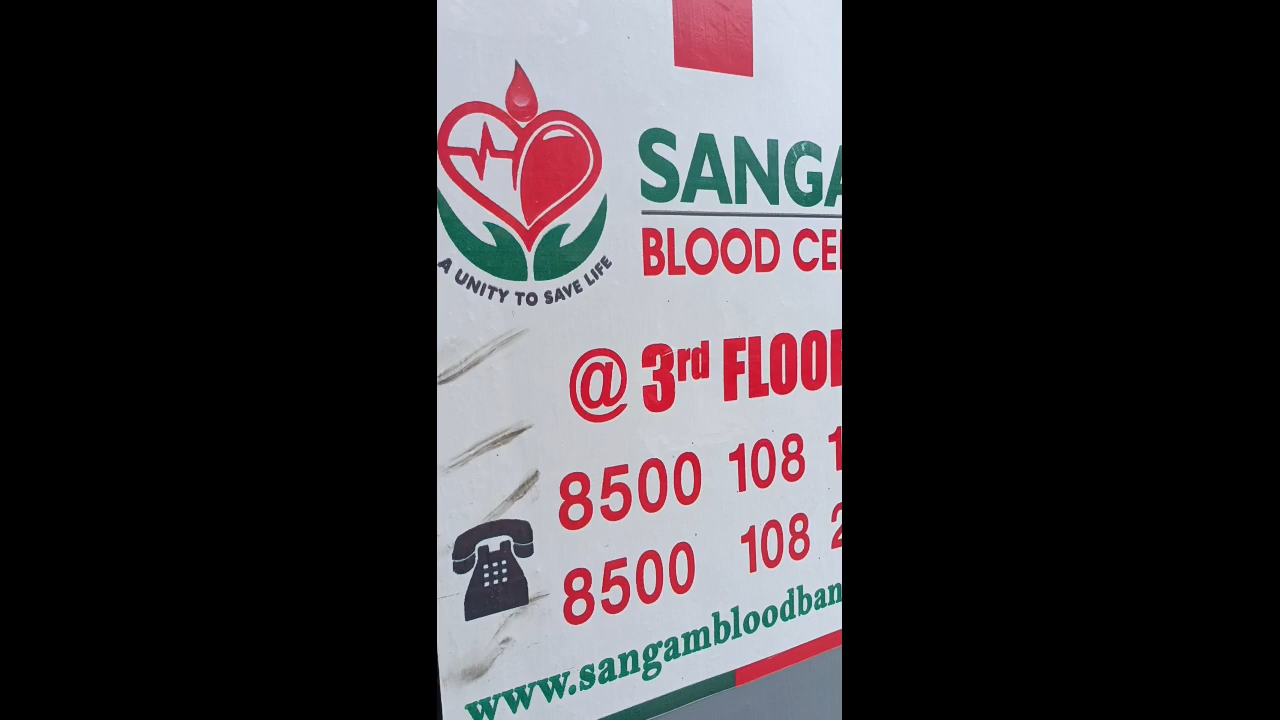 A UNITY TO SAVE LIFE
SANGA
BLOOD CE
@ 3rd FLOO
8500 108 1
8500 108 2
www.sangambloodban